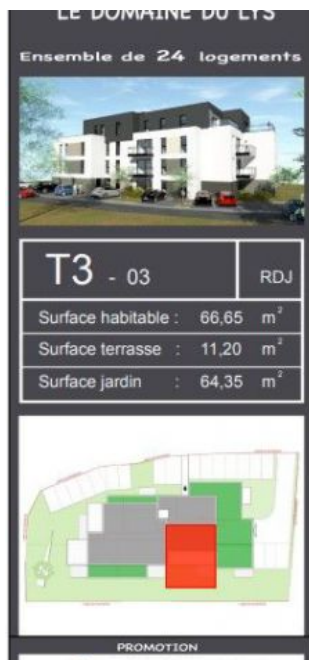 LE DOMAINE DU LYS
Ensemble de 24 logements
T3 - 03
RDJ
Surface habitable : 66,65 m²
Surface terrasse : 11,20 m²
Surface jardin : 64,35 m²
PROMOTION